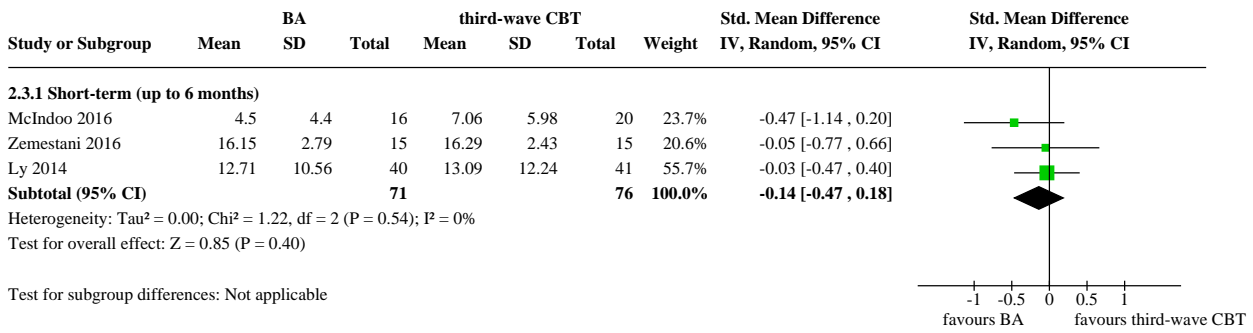 BA third-wave CBT Std. Mean Difference Std. Mean Difference
Study or Subgroup Mean SD Total Mean SD Total Weight IV, Random, 95% CI IV, Random, 95% CI
2.3.1 Short-term (up to 6 months)
McIndoo 2016 4.5 4.4 16 7.06 5.98 20 23.7% -0.47 [-1.14 , 0.20]
Zemestani 2016 16.15 2.79 15 16.29 2.43 15 20.6% -0.05 [-0.77 , 0.66]
Ly 2014 12.71 10.56 40 13.09 12.24 41 55.7% -0.03 [-0.47 , 0.40]
Subtotal (95% CI) 71 76 100.0% -0.14 [-0.47 , 0.18]
Heterogeneity: Tau² = 0.00; Chi² = 1.22, df = 2 (P = 0.54); I² = 0%
Test for overall effect: Z = 0.85 (P = 0.40)
Test for subgroup differences: Not applicable
-1 -0.5 0 0.5 1
favours BA favours third-wave CBT